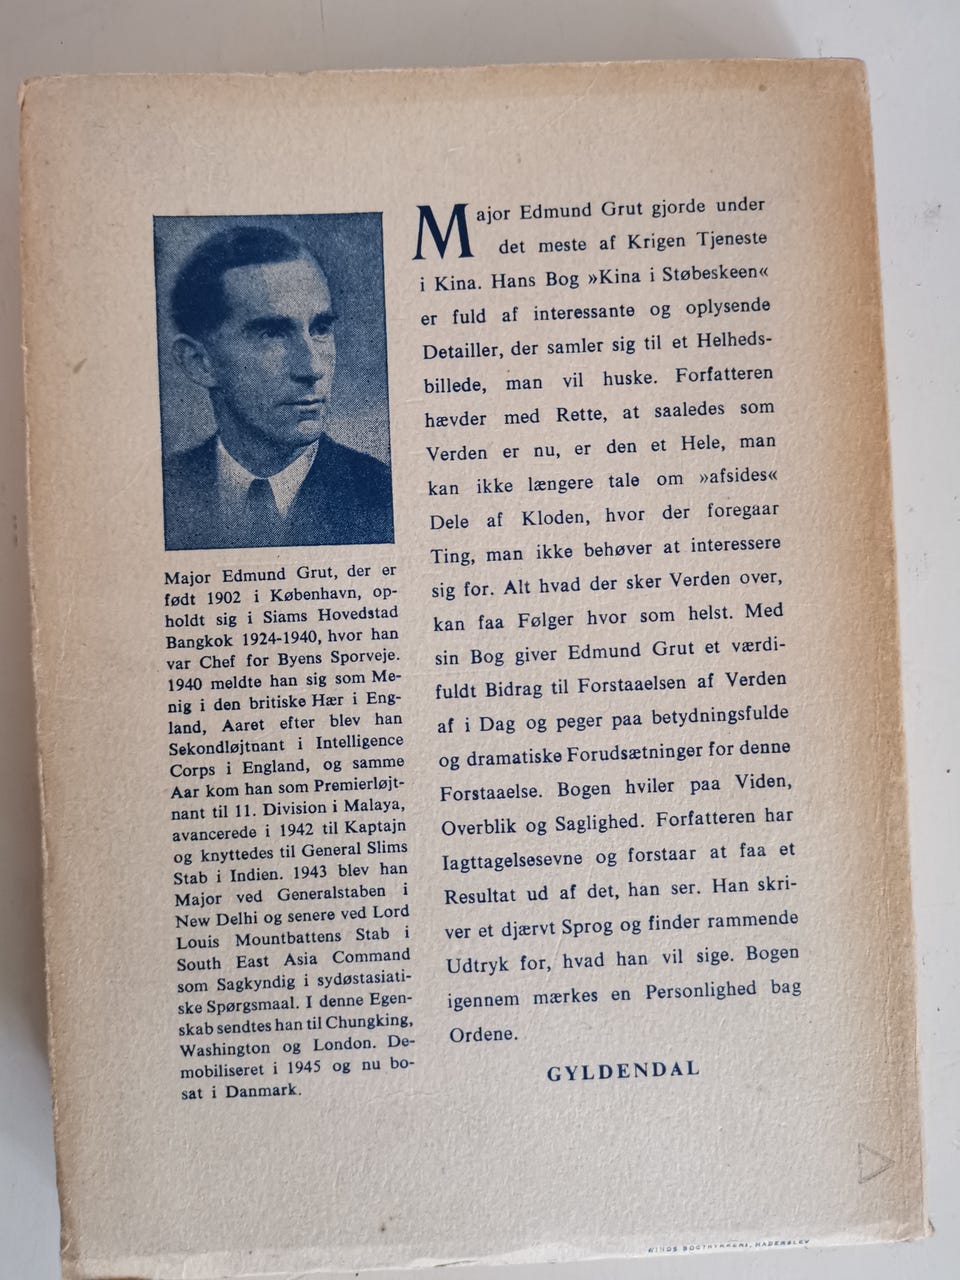 Major Edmund Grut, der er
født 1902 i København, op-
holdt sig i Siams Hovedstad
Bangkok 1924-1940, hvor han
var Chef for Byens Sporveje.
1940 meldte han sig som Me-
nig i den britiske Hær i Eng-
land, Aaret efter blev han
Sekondløjtnant i Intelligence
Corps i England, og samme
Aar kom han som Premierløjt-
nant til 11. Division i Malaya,
avancerede i 1942 til Kaptajn
og knyttedes til General Slims
Stab i Indien. 1943 blev han
Major ved Generalstaben i
New Delhi og senere ved Lord
Louis Mountbattens Stab i
South East Asia Command
som Sagkyndig i sydøstasiati-
ske Spørgsmaal. I denne Egen-
skab sendtes han til Chungking,
Washington og London. De-
mobiliseret i 1945 og nu bo-
sat i Danmark.
Major Edmund Grut gjorde under
det meste af Krigen Tjeneste
i Kina. Hans Bog »Kina i Støbeskeen«
er fuld af interessante og oplysende
Detailler, der samler sig til et Helheds-
billede, man vil huske. Forfatteren
hævder med Rette, at saaledes som
Verden er nu, er den et Hele, man
kan ikke længere tale om »afsides«
Dele af Kloden, hvor der foregaar
Ting, man ikke behøver at interessere
sig for. Alt hvad der sker Verden over,
kan faa Følger hvor som helst. Med
sin Bog giver Edmund Grut et værdi-
fuldt Bidrag til Forstaaelsen af Verden
af i Dag og peger paa betydningsfulde
og dramatiske Forudsætninger for denne
Forstaaelse. Bogen hviler paa Viden,
Overblik og Saglighed. Forfatteren har
Iagttagelsesevne og forstaar at faa et
Resultat ud af det, han ser. Han skri-
ver et djærvt Sprog og finder rammende
Udtryk for, hvad han vil sige. Bogen
igennem mærkes en Personlighed bag
Ordene.
GYLDENDAL
WINDS BOGTRYKKERI, HADERSLEV